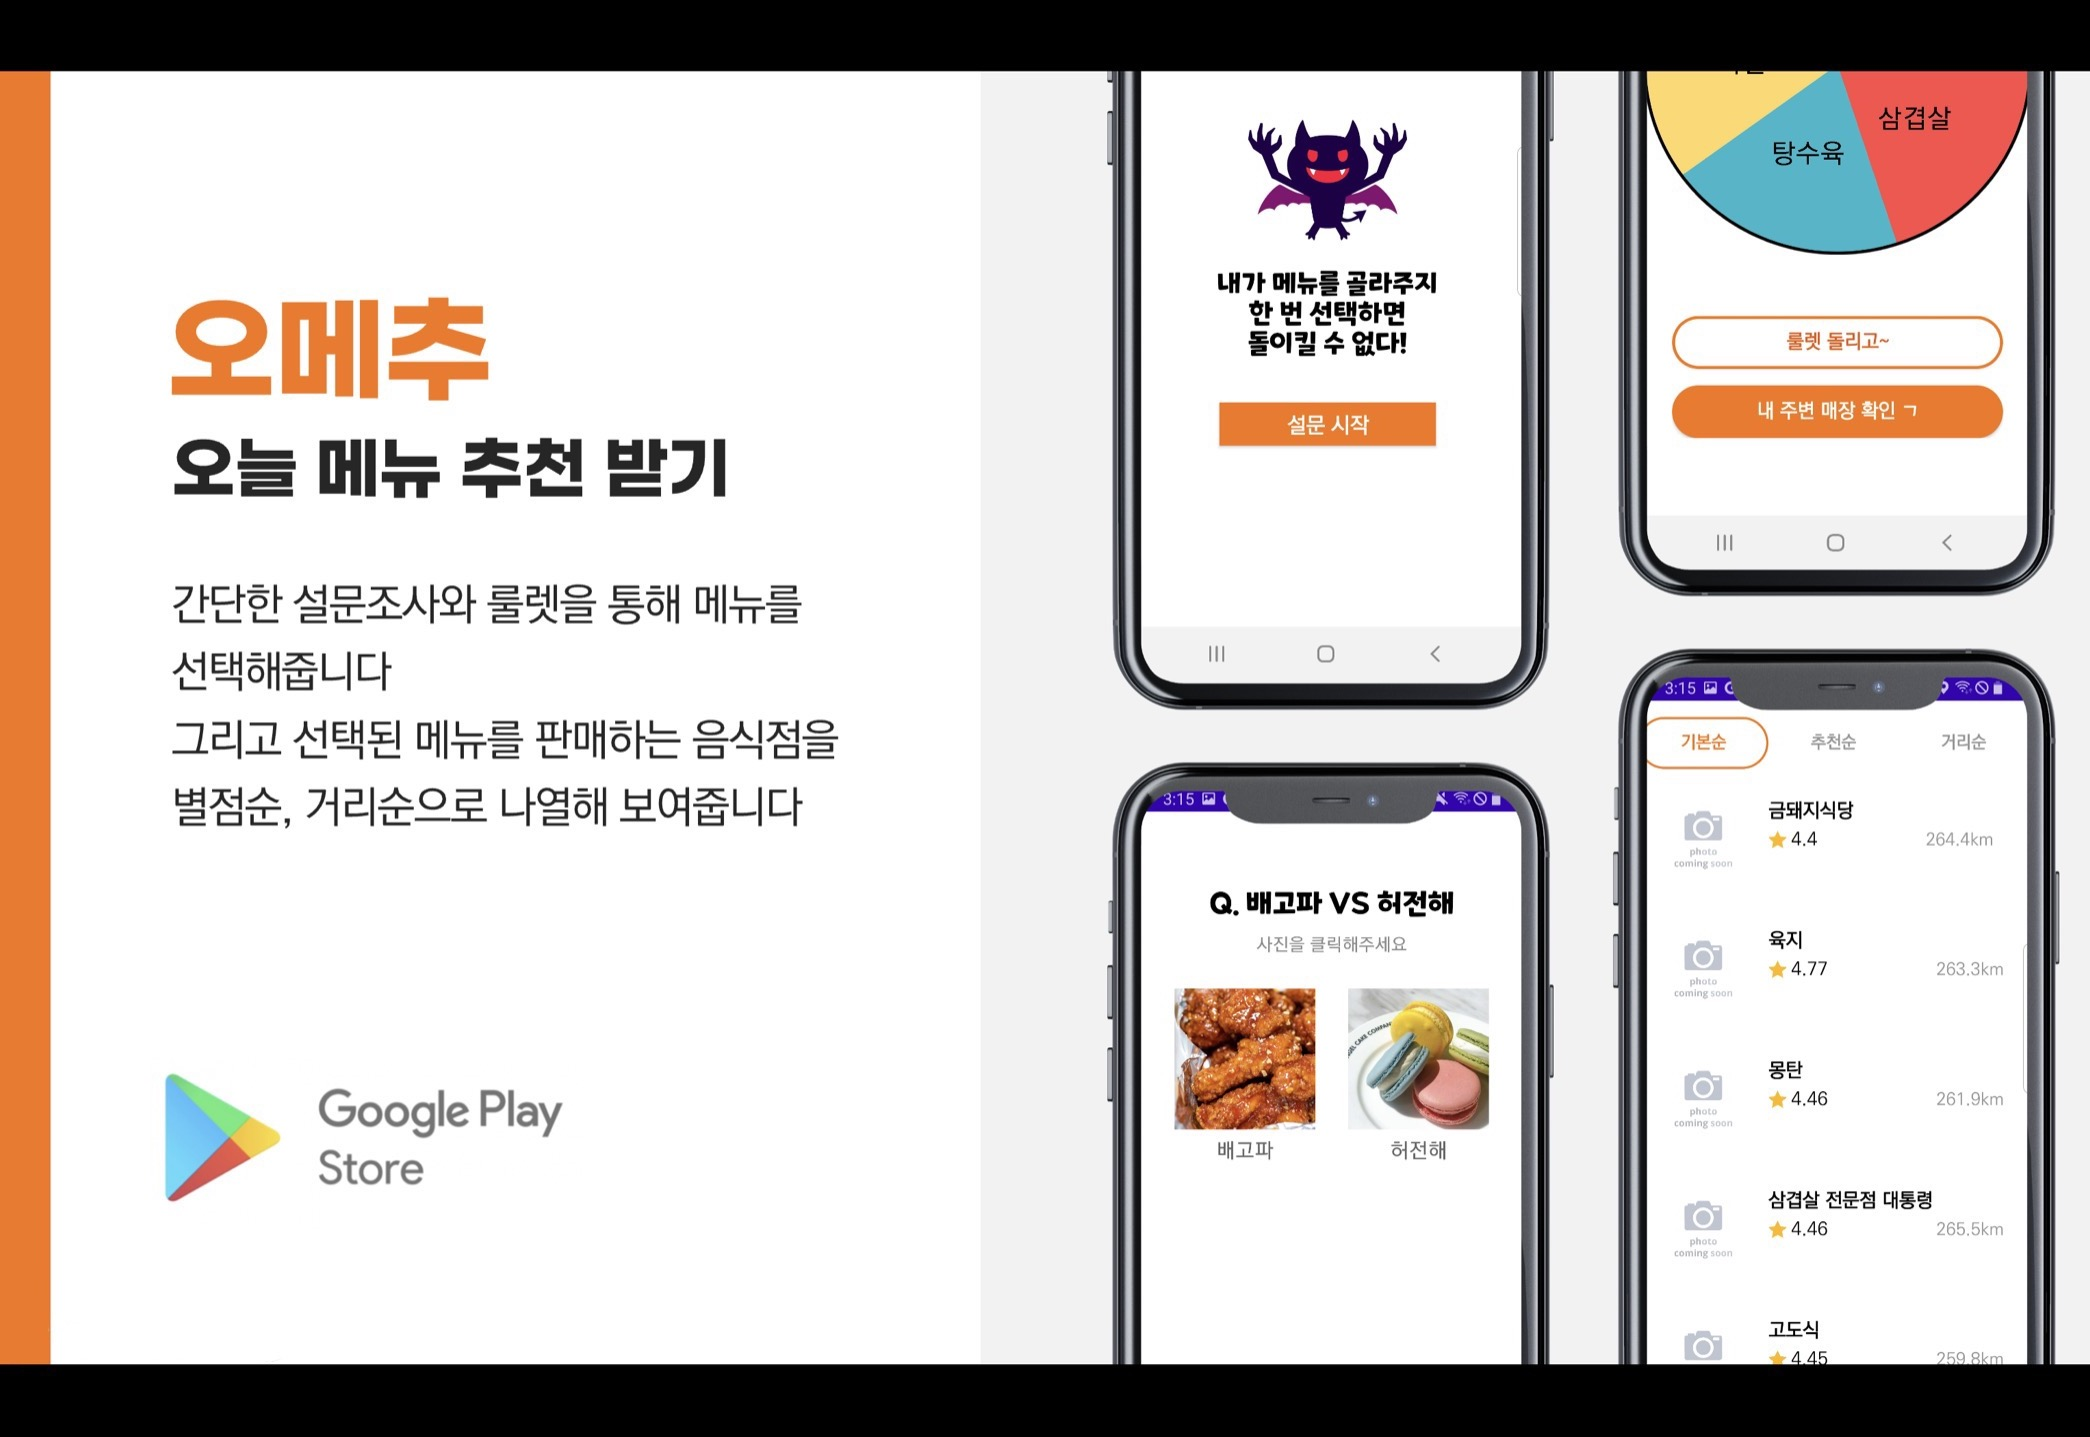 오메추
오늘 메뉴 추천 받기
간단한 설문조사와 룰렛을 통해 메뉴를
선택해줍니다
그리고 선택된 메뉴를 판매하는 음식점을
별점순, 거리순으로 나열해 보여줍니다
Google Play
Store
내가 메뉴를 골라주지
한 번 선택하면
돌이킬 수 없다!
설문 시작
3:15
Q. 배고파 VS 허전해
사진을 클릭해주세요
배고파
허전해
삼겹살
탕수육
룰렛 돌리고~
내 주변 매장 확인 ㄱ
3:15
기본순 추천순 거리순
금돼지식당
4.4 264.4km
photo
coming soon
육지
4.77 263.3km
photo
coming soon
몽탄
4.46 261.9km
photo
coming soon
삼겹살 전문점 대통령
4.46 265.5km
photo
coming soon
고도식
4.45 259.8km